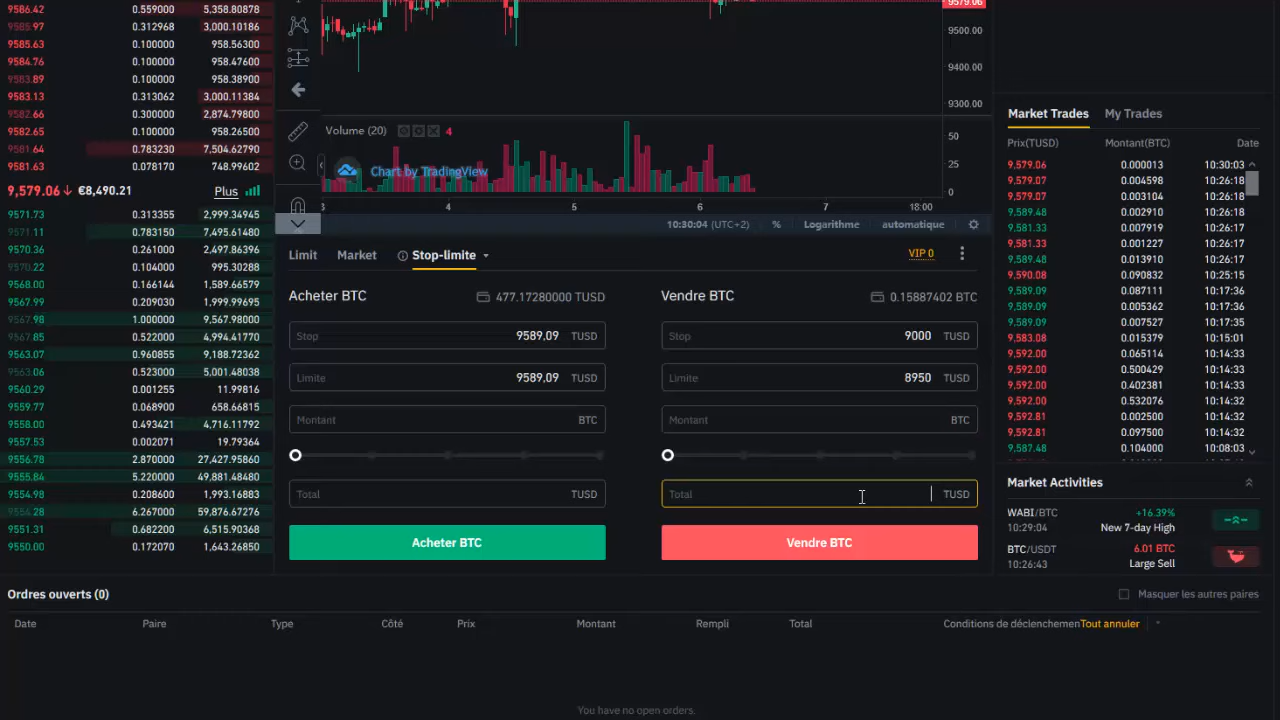 9586.42 0.559000 5,358.80878
9585.97 0.312968 3,000.10186
9585.63 0.100000 958.56300
9584.76 0.100000 958.47600
9583.89 0.100000 958.38900
9583.13 0.313062 3,000.11384
9582.66 0.300000 2,874.79800
9582.65 0.100000 958.26500
9581.64 0.783230 7,504.62790
9581.63 0.078170 748.99602
9,579.06↓ €8,490.21 Plus
9571.73 0.313355 2,999.34945
9571.11 0.783150 7,495.61480
9570.36 0.261000 2,497.86396
9570.22 0.104000 995.30288
9568.00 0.166144 1,589.66579
9567.99 0.209030 1,999.99695
9567.98 1.000000 9,567.98000
9567.85 0.522000 4,994.41770
9563.07 0.960855 9,188.72362
9563.06 0.523000 5,001.48038
9560.29 0.001255 11.99816
9559.77 0.068900 658.66815
9558.00 0.493421 4,716.11792
9557.53 0.002071 19.79364
9556.78 2.870000 27,427.95860
9555.84 5.220000 49,881.48480
9554.98 0.208600 1,993.16883
9554.28 6.267000 59,876.67276
9551.31 0.682200 6,515.90368
9550.00 0.172070 1,643.26850
9579.06
9500.00
9400.00
9300.00
Volume (20) 4
50
25
0
Chart by TradingView
3 4 5 6 7 18:00
10:30:04 (UTC+2) % Logarithme automatique
Limit Market Stop-limite VIP 0
Acheter BTC 477.17280000 TUSD
Stop 9589,09 TUSD
Limite 9589,09 TUSD
Montant BTC
Total TUSD
Acheter BTC
Vendre BTC 0.15887402 BTC
Stop 9000 TUSD
Limite 8950 TUSD
Montant BTC
Total TUSD
Vendre BTC
Market Trades My Trades
Prix(TUSD) Montant(BTC) Date
9,579.06 0.000013 10:30:03
9,579.07 0.004598 10:26:18
9,579.07 0.003104 10:26:18
9,589.48 0.002910 10:26:18
9,581.33 0.007919 10:26:17
9,581.33 0.001227 10:26:17
9,589.48 0.013910 10:26:17
9,590.08 0.090832 10:25:15
9,589.09 0.087111 10:17:36
9,589.09 0.005362 10:17:36
9,589.09 0.007527 10:17:35
9,583.08 0.015379 10:15:01
9,592.00 0.065114 10:14:33
9,592.00 0.500429 10:14:33
9,592.00 0.402381 10:14:33
9,592.00 0.532076 10:14:32
9,592.81 0.002500 10:14:32
9,592.81 0.097500 10:14:32
9,587.48 0.104000 10:08:03
Market Activities
WABI/BTC +16.39%
10:29:04 New 7-day High
BTC/USDT 6.01 BTC
10:26:43 Large Sell
Ordres ouverts (0) Masquer les autres paires
Date Paire Type Côté Prix Montant Rempli Total Conditions de déclenchemen Tout annuler
You have no open orders.